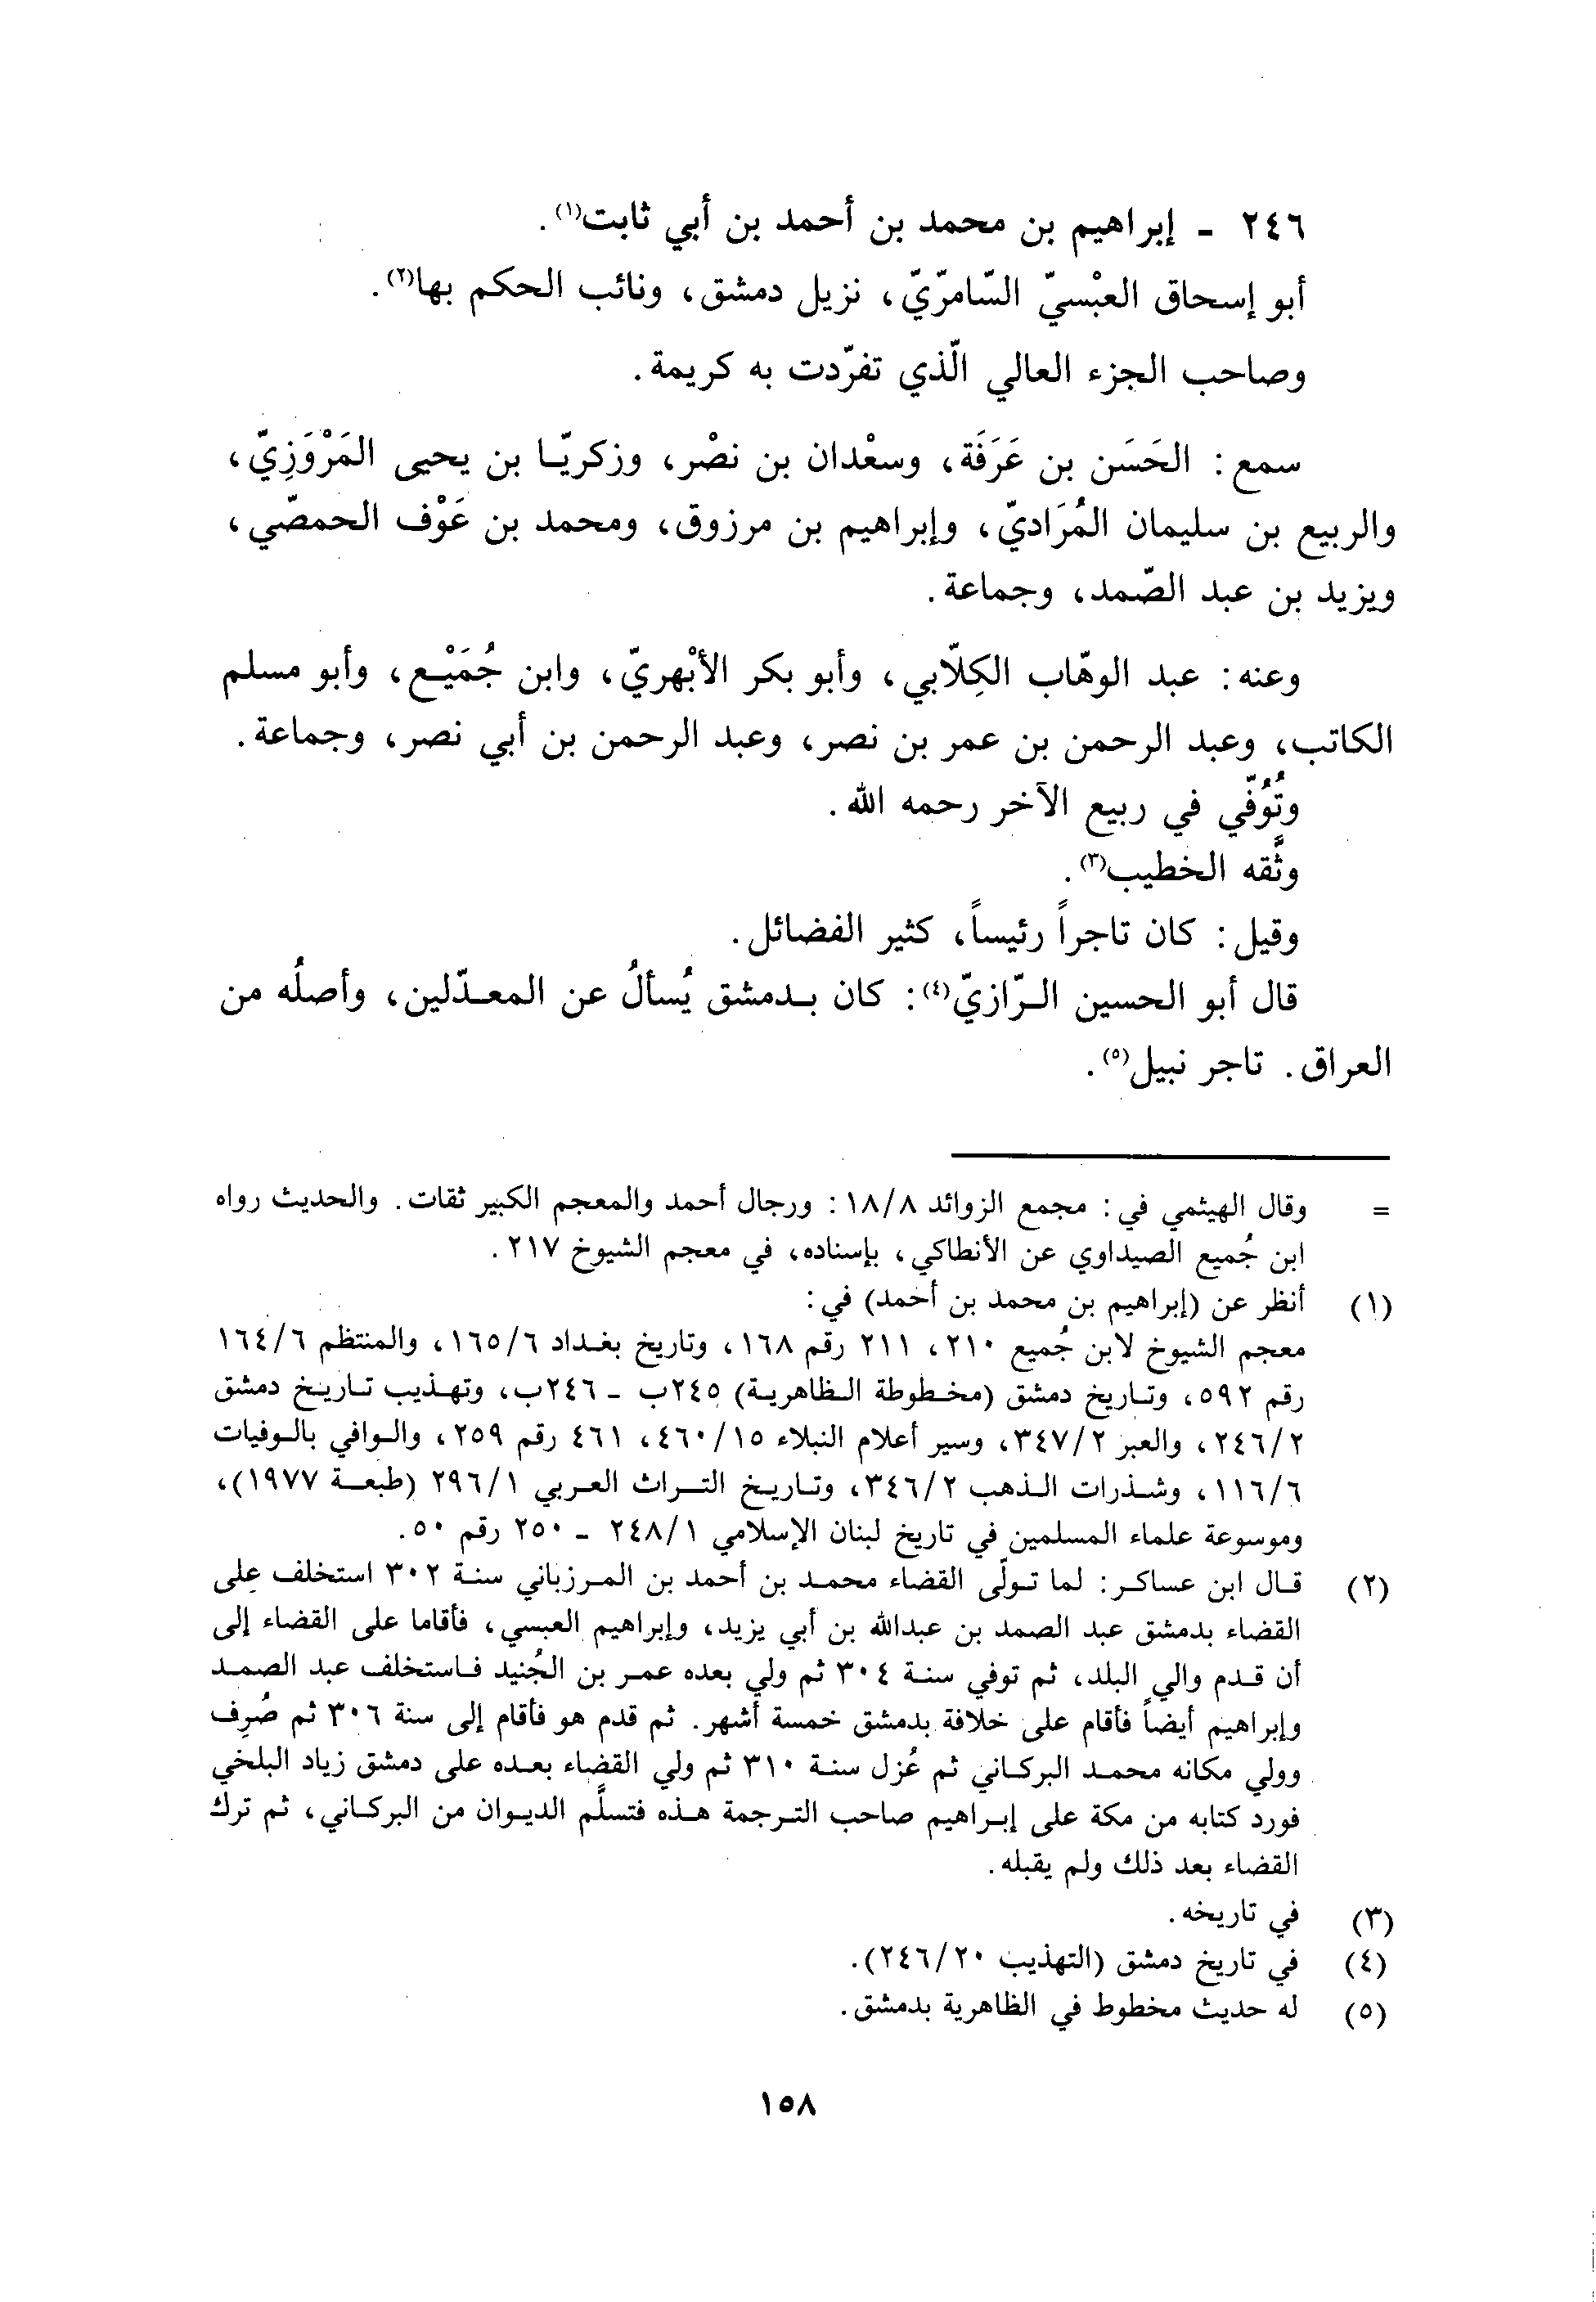 ٢٤٦ - إبراهيم بن محمد بن أحمد بن أبي ثابت(١).
أبو إسحاق العبْسيّ السّامرّيّ، نزيل دمشق، ونائب الحكم بها(٢).
وصاحب الجزء العالي الّذي تفرّدت به كريمة.
سمع: الحَسَن بن عَرَفَة، وسعْدان بن نصْر، وزكريّا بن يحيى المَرْوَزِيّ،
والربيع بن سليمان المُرَاديّ، وإبراهيم بن مرزوق، ومحمد بن عَوْف الحمصّي،
ويزيد بن عبد الصّمد، وجماعة.
وعنه: عبد الوهّاب الكِلّابي، وأبو بكر الأبْهريّ، وابن جُمَيْع، وأبو مسلم
الكاتب، وعبد الرحمن بن عمر بن نصر، وعبد الرحمن بن أبي نصر، وجماعة.
وتُوُفّي في ربيع الآخر رحمه الله.
وثَّقه الخطيب(٣).
وقيل: كان تاجراً رئيساً، كثير الفضائل.
قال أبو الحسين الرّازيّ(٤): كان بدمشق يُسألُ عن المعدّلين، وأصلُه من
العراق. تاجر نبيل(٥).
= وقال الهيثمي في: مجمع الزوائد ١٨/٨: ورجال أحمد والمعجم الكبير ثقات. والحديث رواه
ابن جُميع الصيداوي عن الأنطاكي، بإسناده، في معجم الشيوخ ٢١٧.
(١) أنظر عن (إبراهيم بن محمد بن أحمد) في:
معجم الشيوخ لابن جُميع ٢١٠، ٢١١ رقم ١٦٨، وتاريخ بغداد ١٦٥/٦، والمنتظم ١٦٤/٦
رقم ٥٩٢، وتاريخ دمشق (مخطوطة الظاهرية) ٢٤٥ب - ٢٤٦ب، وتهذيب تاريخ دمشق
٢٤٦/٢، والعبر ٣٤٧/٢، وسير أعلام النبلاء ٤٦٠/١٥، ٤٦١ رقم ٢٥٩، والوافي بالوفيات
١١٦/٦، وشذرات الذهب ٣٤٦/٢، وتاريخ التراث العربي ٢٩٦/١ (طبعة ١٩٧٧)،
وموسوعة علماء المسلمين في تاريخ لبنان الإسلامي ٢٤٨/١ - ٢٥٠ رقم ٥٠.
(٢) قال ابن عساكر: لما تولّى القضاء محمد بن أحمد بن المرزباني سنة ٣٠٢ استخلف على
القضاء بدمشق عبد الصمد بن عبدالله بن أبي يزيد، وإبراهيم العبسي، فأقاما على القضاء إلى
أن قدم والي البلد، ثم توفي سنة ٣٠٤ ثم ولي بعده عمر بن الجُنيد فاستخلف عبد الصمد
وإبراهيم أيضاً فأقام على خلافة بدمشق خمسة أشهر. ثم قدم هو فأقام إلى سنة ٣٠٦ ثم صُرِف
وولي مكانه محمد البركاني ثم عُزل سنة ٣١٠ ثم ولي القضاء بعده على دمشق زياد البلخي
فورد كتابه من مكة على إبراهيم صاحب الترجمة هذه فتسلَّم الديوان من البركاني، ثم ترك
القضاء بعد ذلك ولم يقبله.
(٣) في تاريخه.
(٤) في تاريخ دمشق (التهذيب ٢٤٦/٢٠).
(٥) له حديث مخطوط في الظاهرية بدمشق.
١٥٨